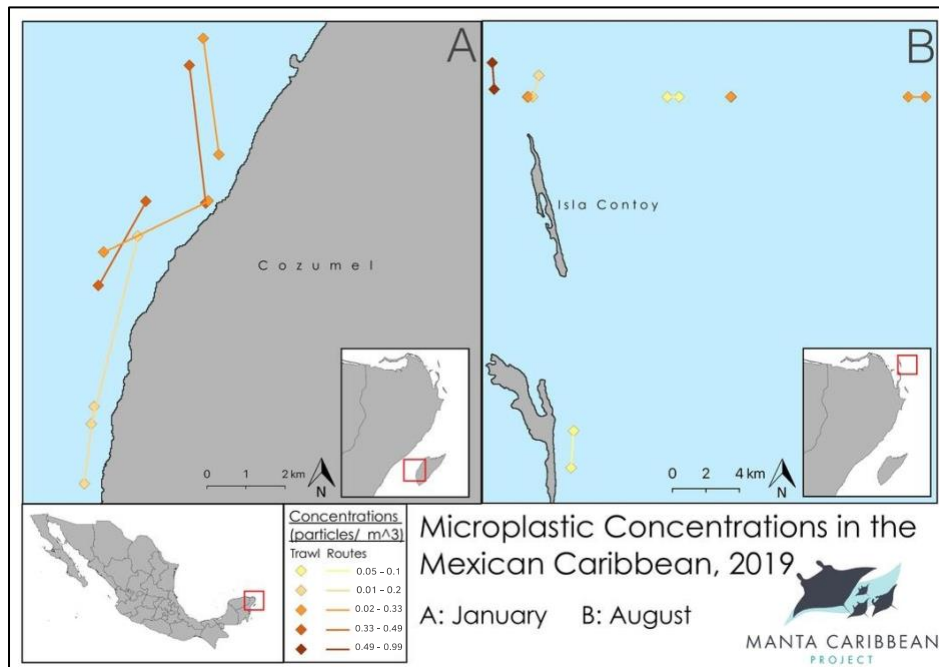 A
B
Isla Contoy
Cozumel
0 1 2 km
N
0 2 4 km
N
Concentrations
(particles/ m^3)
Trawl Routes
0.05 - 0.1
0.01 - 0.2
0.02 - 0.33
0.33 - 0.49
0.49 - 0.99
Microplastic Concentrations in the
Mexican Caribbean, 2019
A: January B: August
MANTA CARIBBEAN
PROJECT